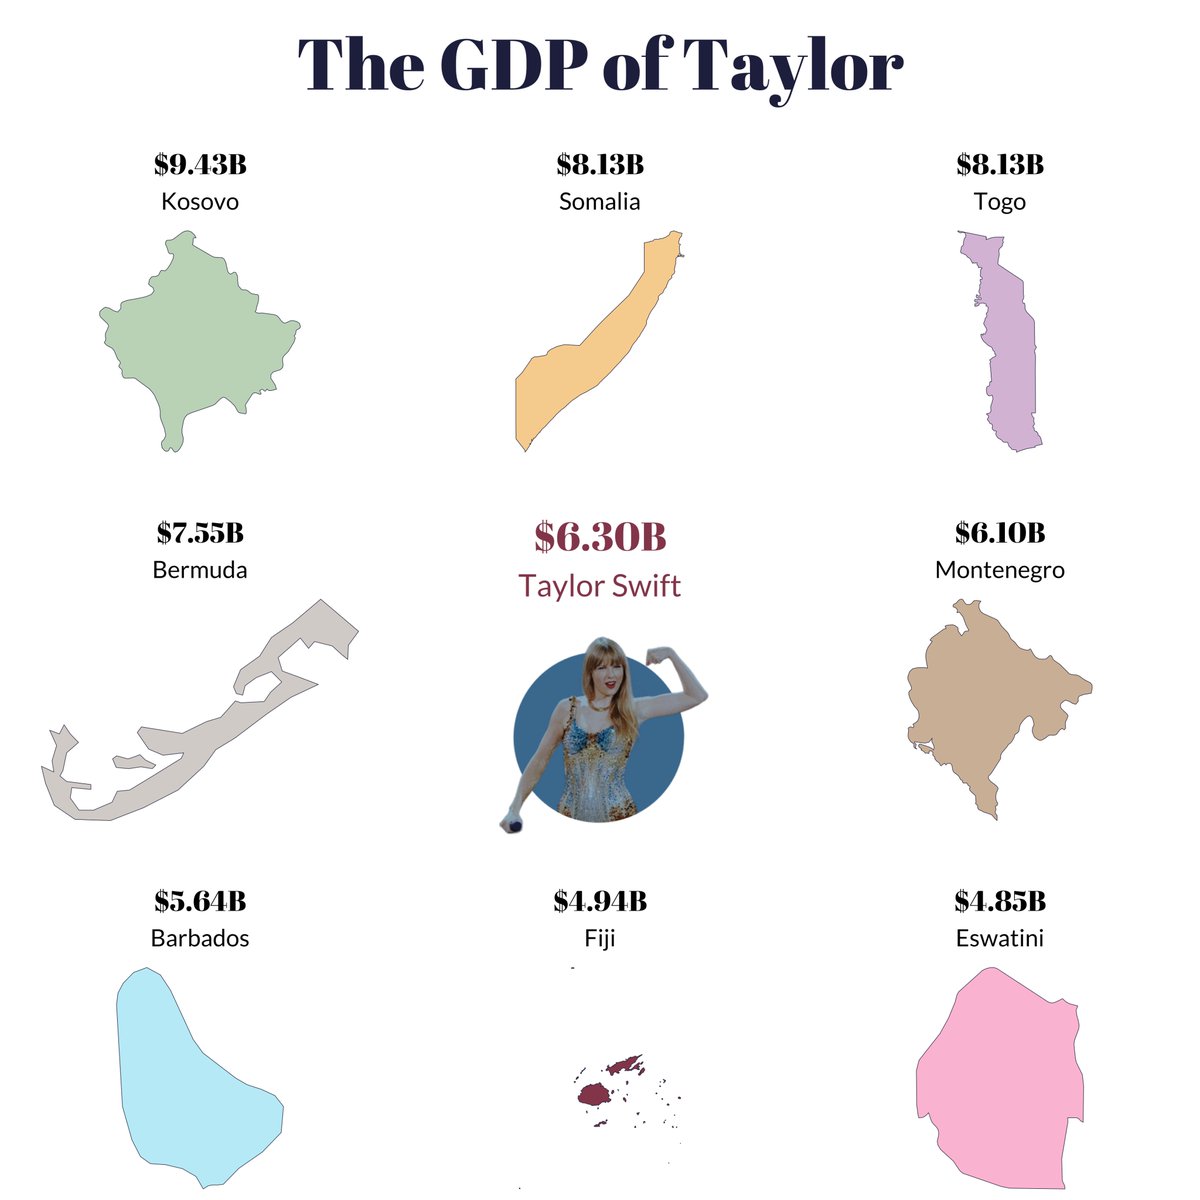 The GDP of Taylor
$9.43B
Kosovo
$8.13B
Somalia
$8.13B
Togo
$7.55B
Bermuda
$6.30B
Taylor Swift
$6.10B
Montenegro
$5.64B
Barbados
$4.94B
Fiji
$4.85B
Eswatini